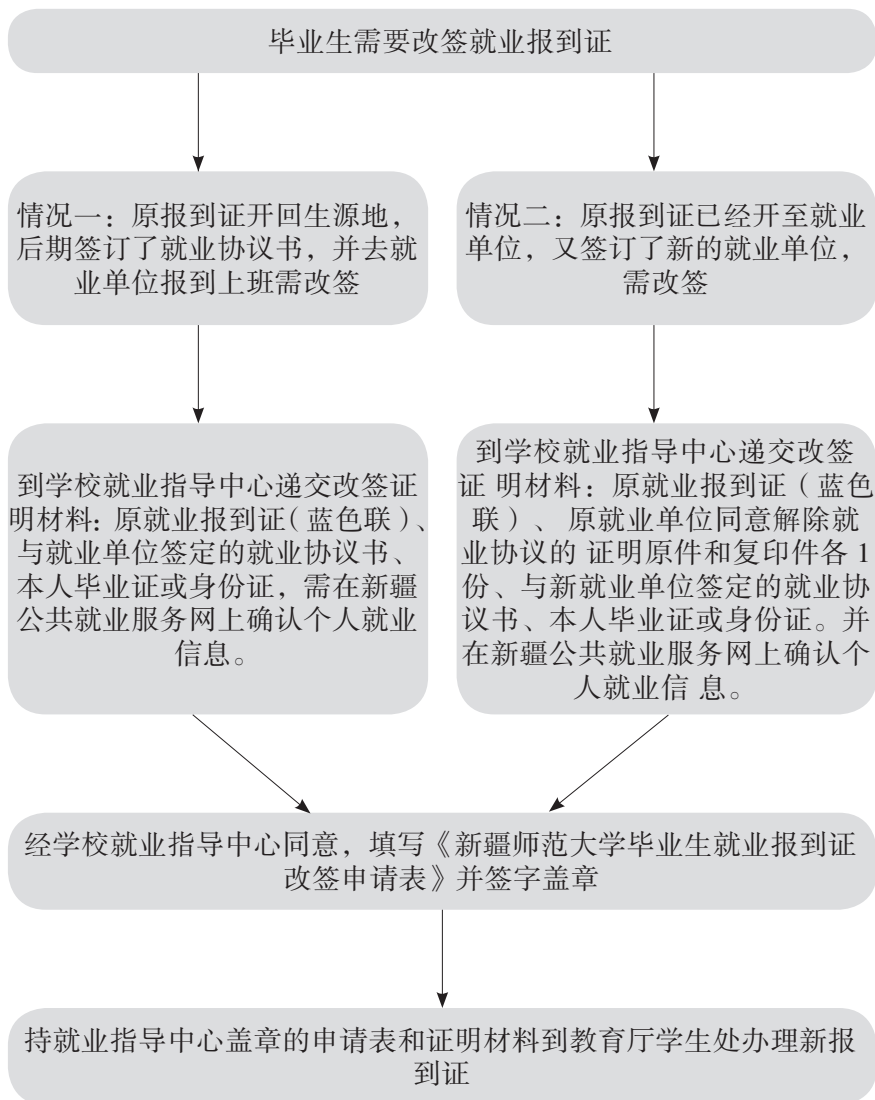 毕业生需要改签就业报到证
情况一：原报到证开回生源地，
后期签订了就业协议书，并去就
业单位报到上班需改签
情况二：原报到证已经开至就业
单位，又签订了新的就业单位，
需改签
到学校就业指导中心递交改签证
明材料：原就业报到证（蓝色联）、
与就业单位签定的就业协议书、
本人毕业证或身份证，需在新疆
公共就业服务网上确认个人就业
信息。
到学校就业指导中心递交改签
证 明材料：原就业报到证（蓝色
联）、 原就业单位同意解除就
业协议的 证明原件和复印件各 1
份、与新就业单位签定的就业协
议书、本人毕业证或身份证。并
在新疆公共就业服务网上确认个
人就业信 息。
经学校就业指导中心同意，填写《新疆师范大学毕业生就业报到证
改签申请表》并签字盖章
持就业指导中心盖章的申请表和证明材料到教育厅学生处办理新报
到证